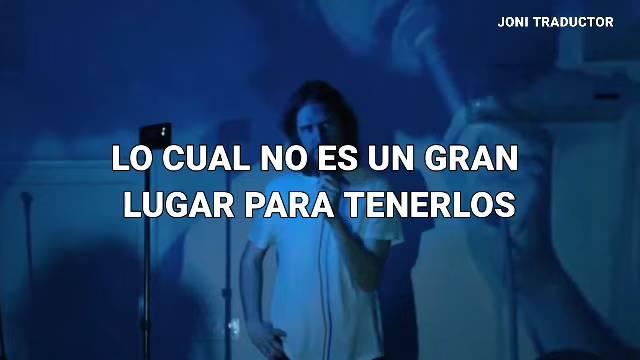 JONI TRADUCTOR
LO CUAL NO ES UN GRAN
LUGAR PARA TENERLOS